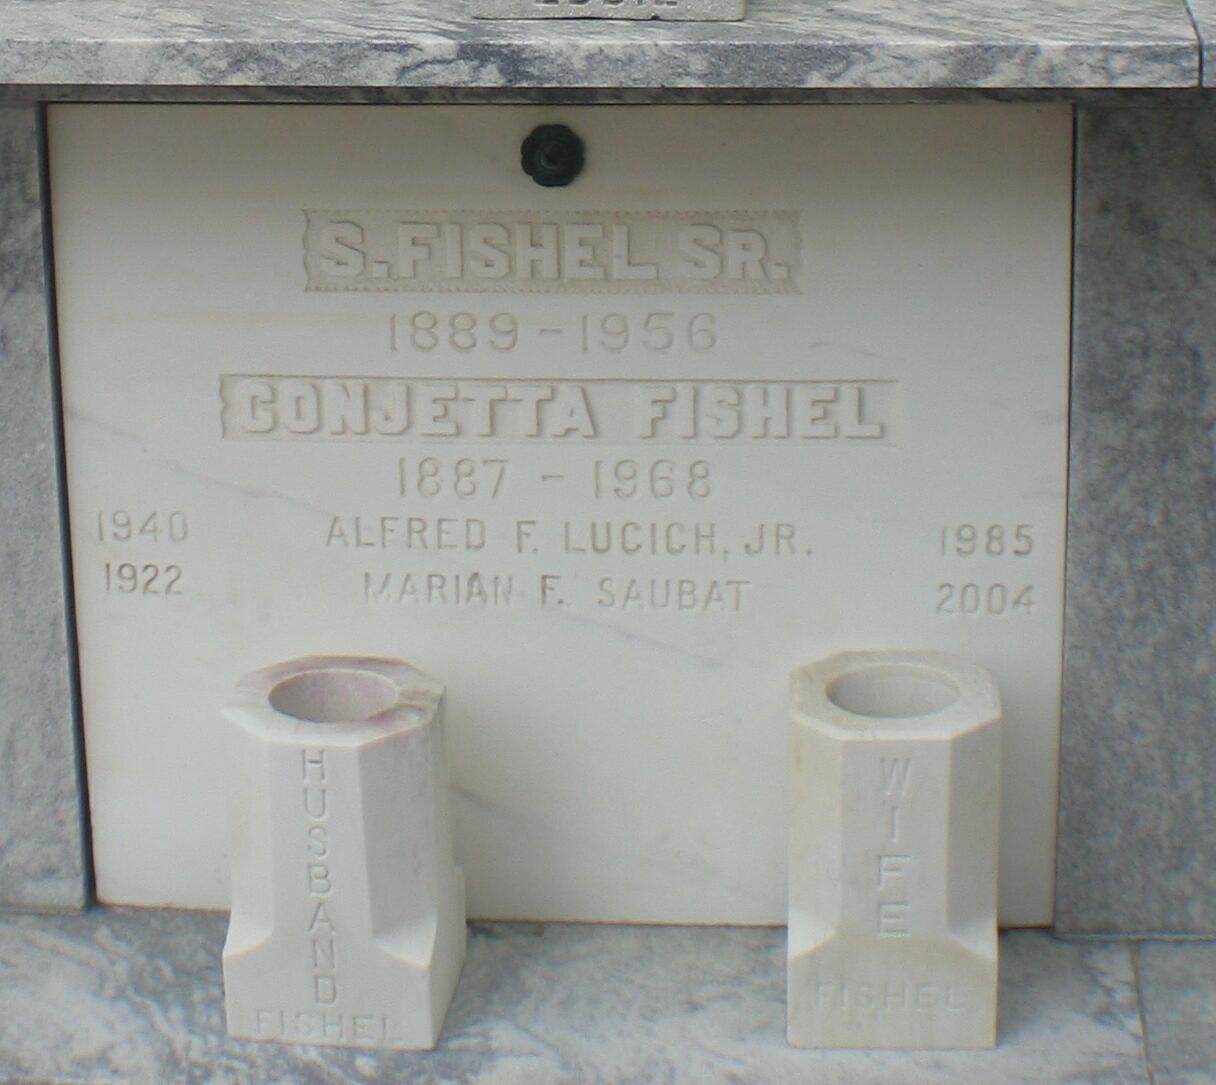 S. FISHEL SR.
1889 - 1956
CONJETTA FISHEL
1887 - 1968
1940 ALFRED F. LUCICH, JR. 1985
1922 MARIAN F. SAUBAT 2004
HUSBAND
FISHEL
WIFE
FISHEL